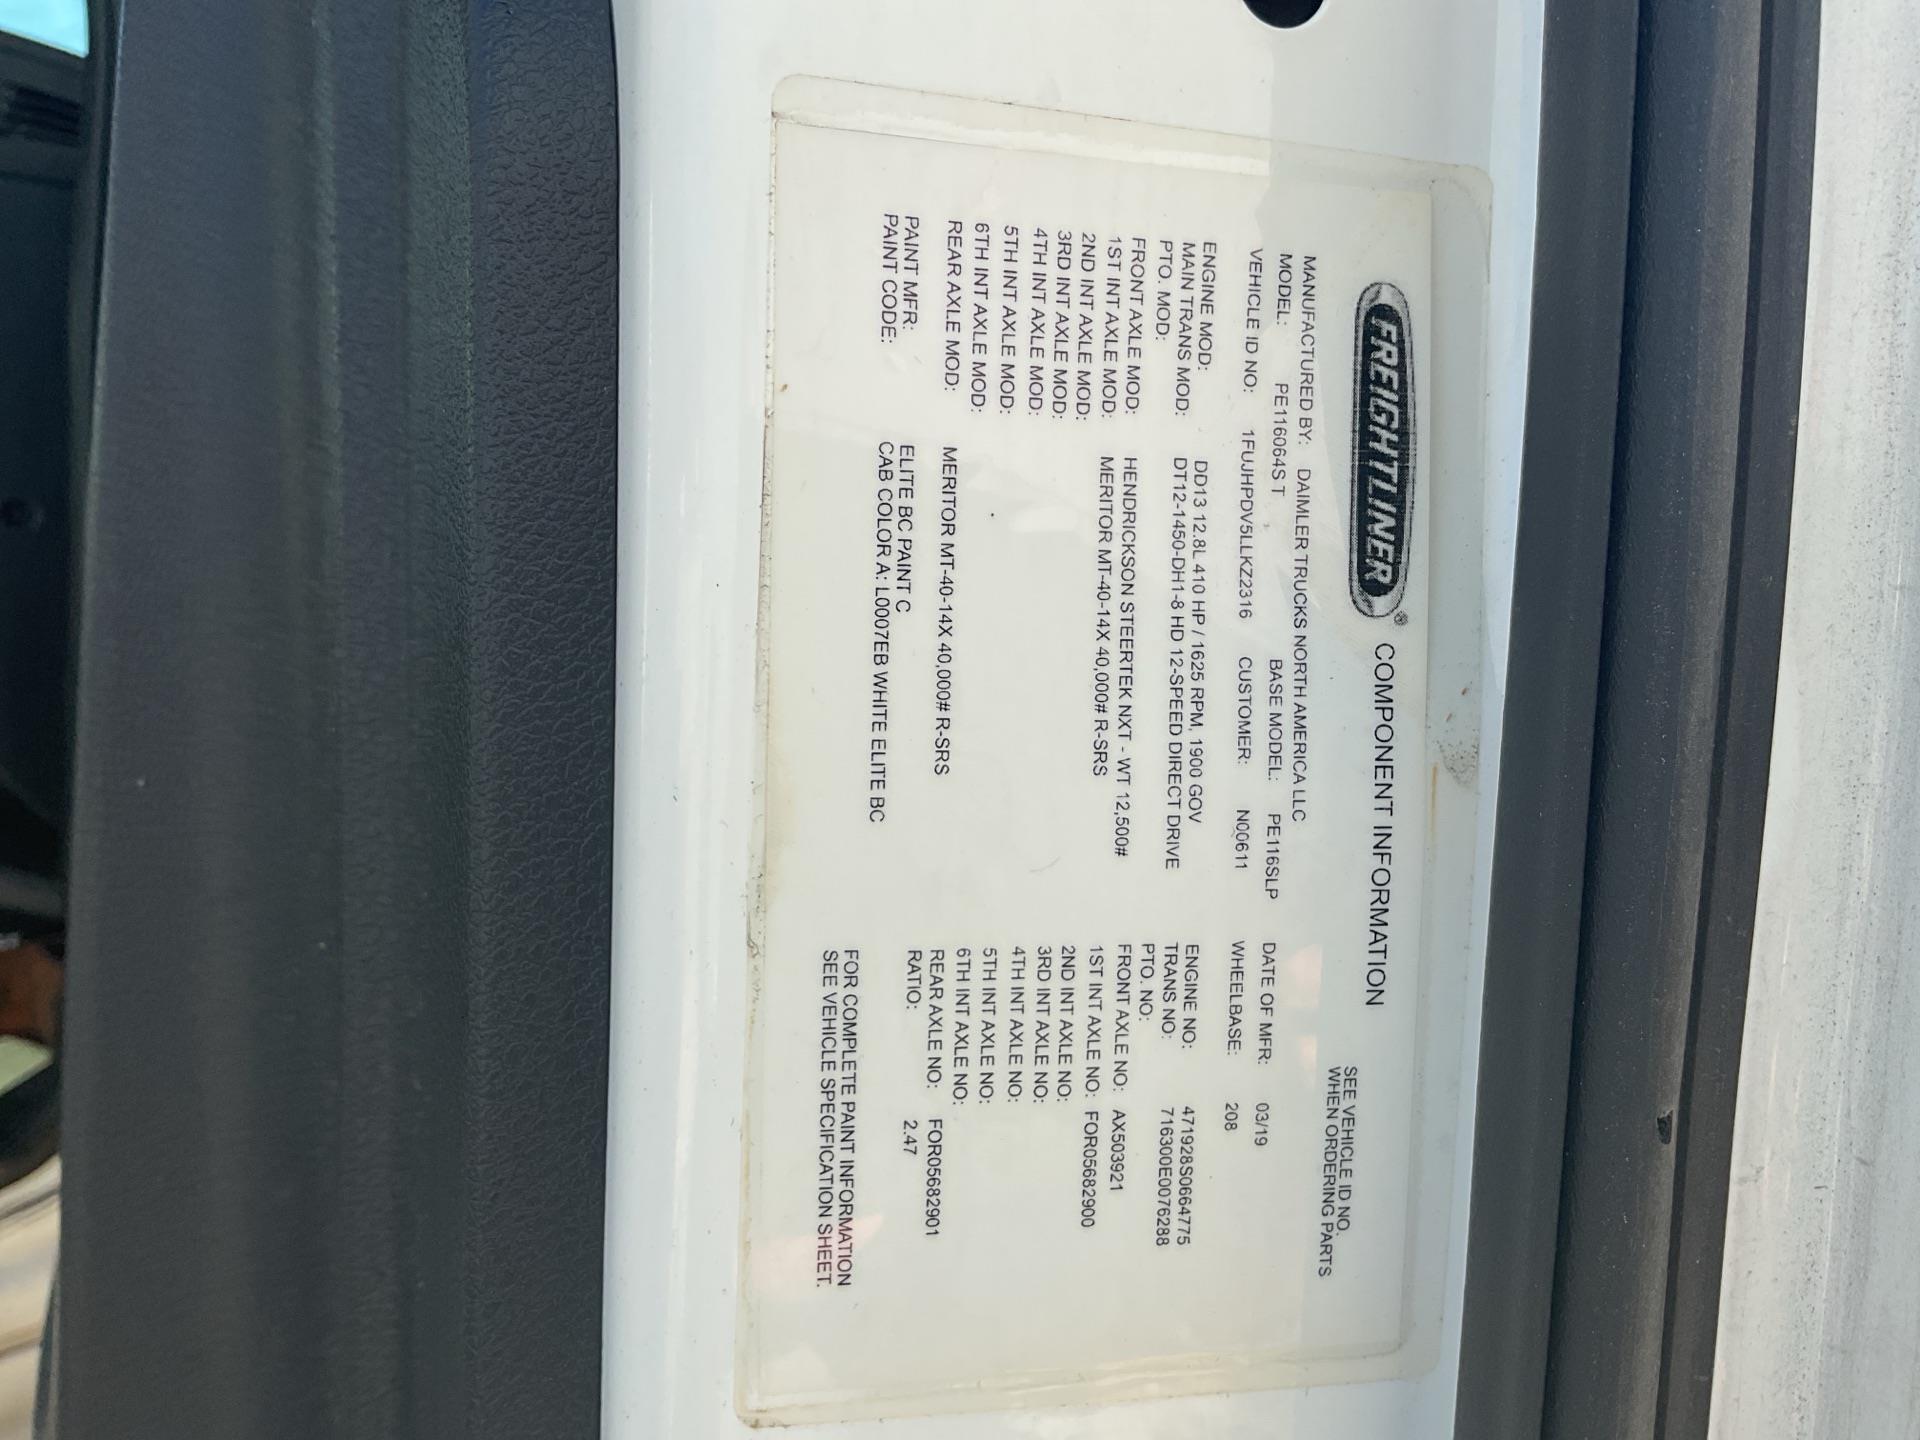 FREIGHTLINER® COMPONENT INFORMATION
SEE VEHICLE ID NO.
WHEN ORDERING PARTS
MANUFACTURED BY: DAIMLER TRUCKS NORTH AMERICA LLC
MODEL: PE116064S T BASE MODEL: PE116SLP DATE OF MFR: 03/19
VEHICLE ID NO: 1FUJHPDV5LLKZ2316 CUSTOMER: N00611 WHEELBASE: 208
ENGINE MOD: DD13 12.8L 410 HP / 1625 RPM, 1900 GOV ENGINE NO: 471928S0664775
MAIN TRANS MOD: DT12-1450-DH1-8 HD 12-SPEED DIRECT DRIVE TRANS NO: 716300E0076288
PTO. MOD: PTO. NO:
FRONT AXLE MOD: HENDRICKSON STEERTEK NXT - WT 12,500# FRONT AXLE NO: AX503921
1ST INT AXLE MOD: MERITOR MT-40-14X 40,000# R-SRS 1ST INT AXLE NO: FOR05682900
2ND INT AXLE MOD: 2ND INT AXLE NO:
3RD INT AXLE MOD: 3RD INT AXLE NO:
4TH INT AXLE MOD: 4TH INT AXLE NO:
5TH INT AXLE MOD: 5TH INT AXLE NO:
6TH INT AXLE MOD: 6TH INT AXLE NO:
REAR AXLE MOD: MERITOR MT-40-14X 40,000# R-SRS REAR AXLE NO: FOR05682901
RATIO: 2.47
PAINT MFR: ELITE BC PAINT C
PAINT CODE: CAB COLOR A: L0007EB WHITE ELITE BC
FOR COMPLETE PAINT INFORMATION
SEE VEHICLE SPECIFICATION SHEET.